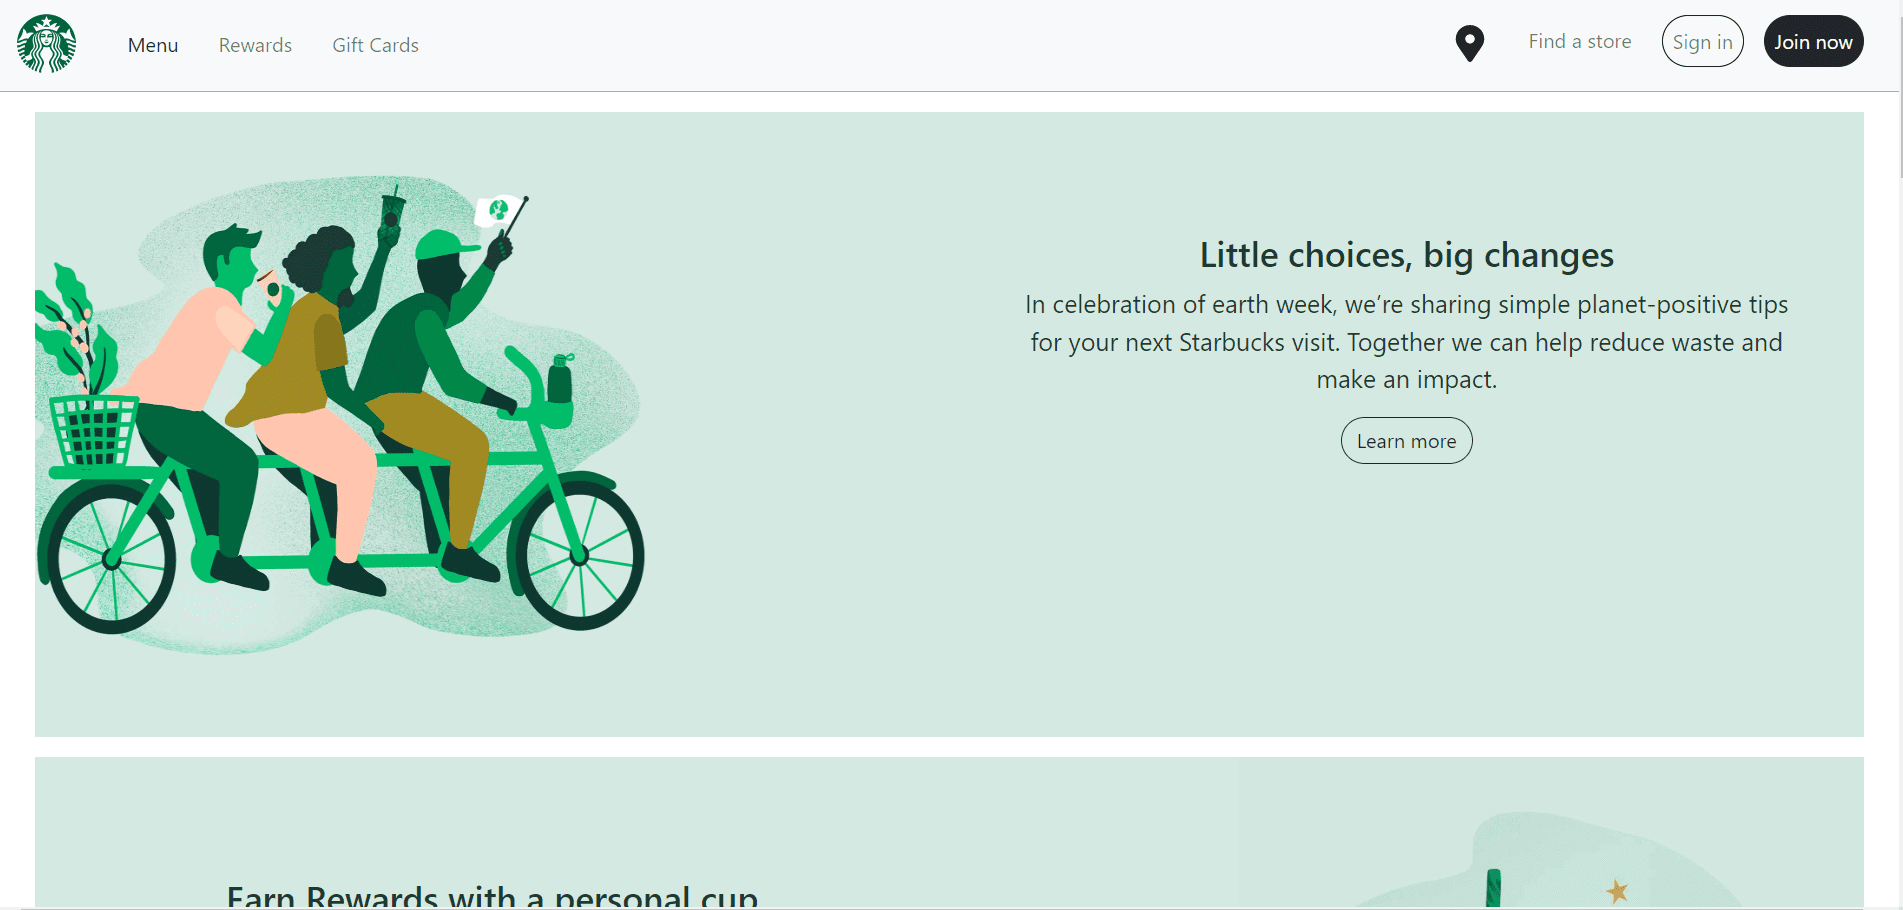 Menu Rewards Gift Cards Find a store Sign in Join now
Little choices, big changes
In celebration of earth week, we’re sharing simple planet-positive tips
for your next Starbucks visit. Together we can help reduce waste and
make an impact.
Learn more
Earn Rewards with a personal cup